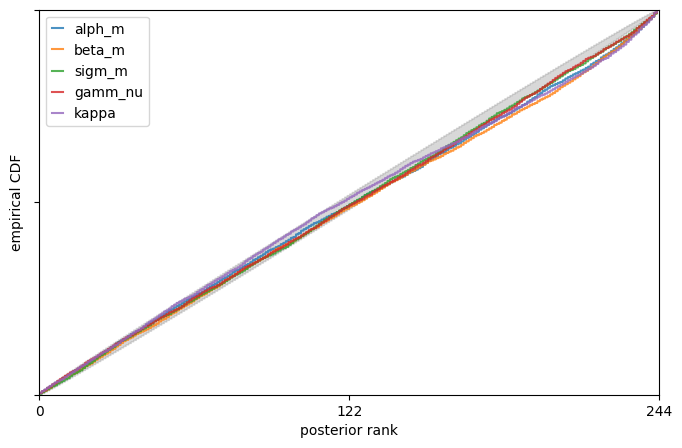 alph_m
beta_m
sigm_m
gamm_nu
kappa
empirical CDF
0
122
244
posterior rank